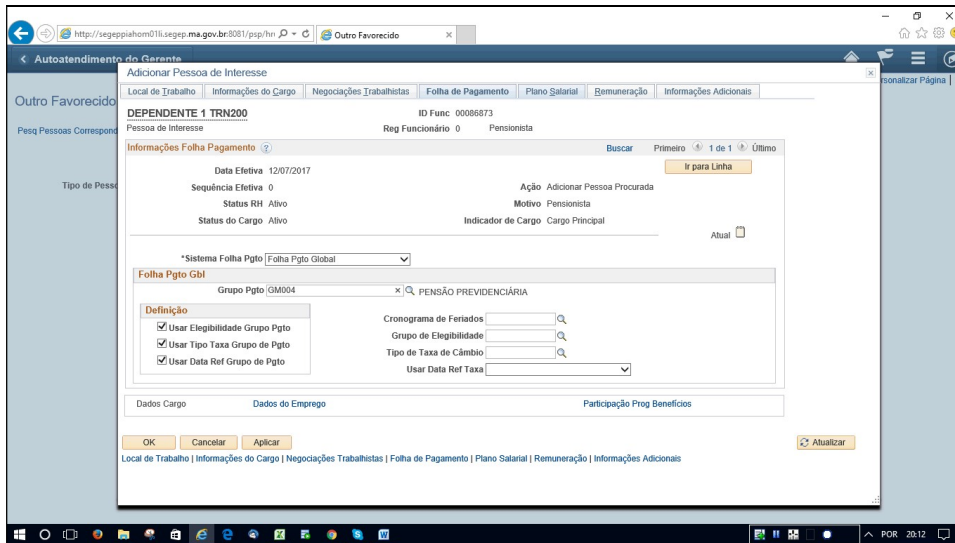 http://segeppiahom01li.segep.ma.gov.br:8081/psp/hn
Outro Favorecido
Autoatendimento do Gerente
Adicionar Pessoa de Interesse
Outro Favorecido
Pesq Pessoas Correspond
Local de Trabalho Informações do Cargo Negociações Trabalhistas Folha de Pagamento Plano Salarial Remuneração Informações Adicionais
DEPENDENTE 1 TRN200 ID Func 00086873
Pessoa de Interesse Reg Funcionário 0 Pensionista
Informações Folha Pagamento ? Buscar Primeiro 1 de 1 Último
Data Efetiva 12/07/2017 Ir para Linha
Tipo de Pesso
Sequência Efetiva 0 Ação Adicionar Pessoa Procurada
Status RH Ativo Motivo Pensionista
Status do Cargo Ativo Indicador de Cargo Cargo Principal
Atual
*Sistema Folha Pgto Folha Pgto Global
Folha Pgto Gbl
Grupo Pgto GM004 PENSÃO PREVIDENCIÁRIA
Definição
Usar Elegibilidade Grupo Pgto
Usar Tipo Taxa Grupo de Pgto
Usar Data Ref Grupo de Pgto
Cronograma de Feriados
Grupo de Elegibilidade
Tipo de Taxa de Câmbio
Usar Data Ref Taxa
Dados Cargo Dados do Emprego Participação Prog Benefícios
OK Cancelar Aplicar Atualizar
Local de Trabalho | Informações do Cargo | Negociações Trabalhistas | Folha de Pagamento | Plano Salarial | Remuneração | Informações Adicionais
POR 20:12